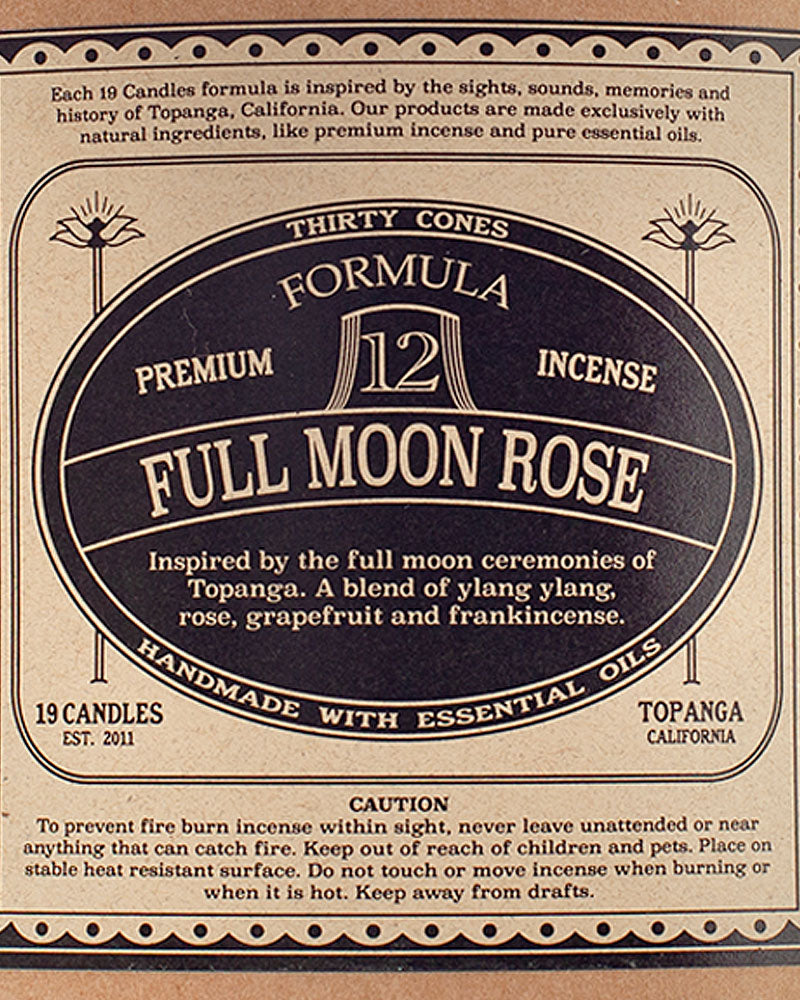 Each 19 Candles formula is inspired by the sights, sounds, memories and
history of Topanga, California. Our products are made exclusively with
natural ingredients, like premium incense and pure essential oils.
THIRTY CONES
FORMULA
12
PREMIUM INCENSE
FULL MOON ROSE
Inspired by the full moon ceremonies of
Topanga. A blend of ylang ylang,
rose, grapefruit and frankincense.
HANDMADE WITH ESSENTIAL OILS
19 CANDLES
EST. 2011
TOPANGA
CALIFORNIA
CAUTION
To prevent fire burn incense within sight, never leave unattended or near
anything that can catch fire. Keep out of reach of children and pets. Place on
stable heat resistant surface. Do not touch or move incense when burning or
when it is hot. Keep away from drafts.